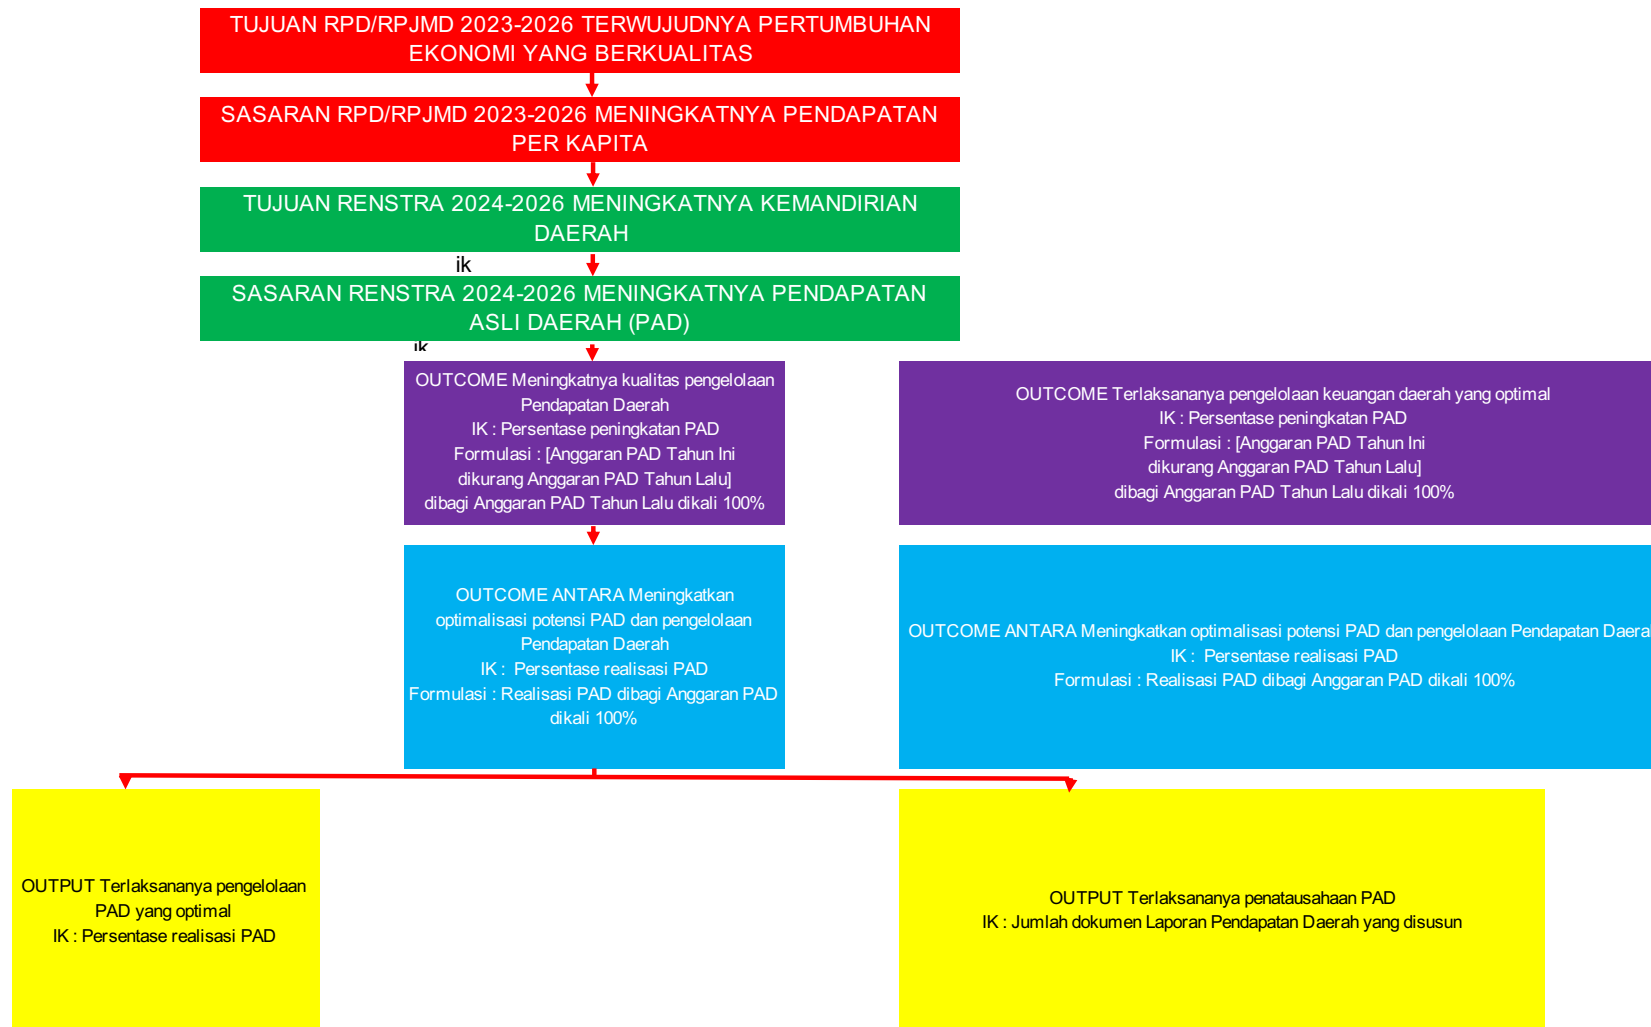 TUJUAN RPD/RPJMD 2023-2026 TERWUJUDNYA PERTUMBUHAN
EKONOMI YANG BERKUALITAS
SASARAN RPD/RPJMD 2023-2026 MENINGKATNYA PENDAPATAN
PER KAPITA
TUJUAN RENSTRA 2024-2026 MENINGKATNYA KEMANDIRIAN
DAERAH
ik
SASARAN RENSTRA 2024-2026 MENINGKATNYA PENDAPATAN
ASLI DAERAH (PAD)
ik
OUTCOME Meningkatnya kualitas pengelolaan
Pendapatan Daerah
IK : Persentase peningkatan PAD
Formulasi : [Anggaran PAD Tahun Ini
dikurang Anggaran PAD Tahun Lalu]
dibagi Anggaran PAD Tahun Lalu dikali 100%
OUTCOME Terlaksananya pengelolaan keuangan daerah yang optimal
IK : Persentase peningkatan PAD
Formulasi : [Anggaran PAD Tahun Ini
dikurang Anggaran PAD Tahun Lalu]
dibagi Anggaran PAD Tahun Lalu dikali 100%
OUTCOME ANTARA Meningkatkan
optimalisasi potensi PAD dan pengelolaan
Pendapatan Daerah
IK : Persentase realisasi PAD
Formulasi : Realisasi PAD dibagi Anggaran PAD
dikali 100%
OUTCOME ANTARA Meningkatkan optimalisasi potensi PAD dan pengelolaan Pendapatan Daera
IK : Persentase realisasi PAD
Formulasi : Realisasi PAD dibagi Anggaran PAD dikali 100%
OUTPUT Terlaksananya pengelolaan
PAD yang optimal
IK : Persentase realisasi PAD
OUTPUT Terlaksananya penatausahaan PAD
IK : Jumlah dokumen Laporan Pendapatan Daerah yang disusun